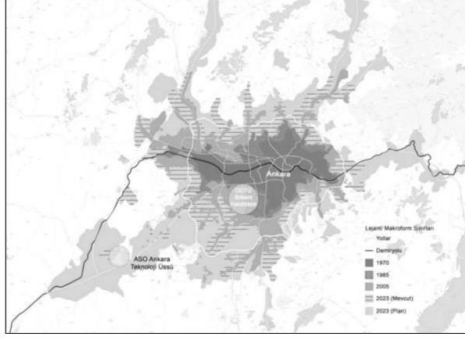 Ankara
ASO Ankara
Teknoloji Üssü
Lejant Makroform Sınırları
Yollar
Demiryolu
1970
1985
2005
2023 (Mevcut)
2023 (Plan)